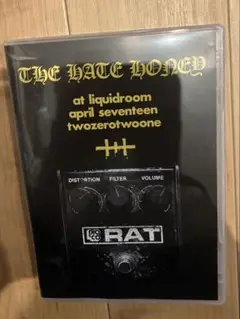 THE HATE HONEY
at liquidroom
april seventeen
twozerotwoone
DISTORTION FILTER VOLUME
RAT